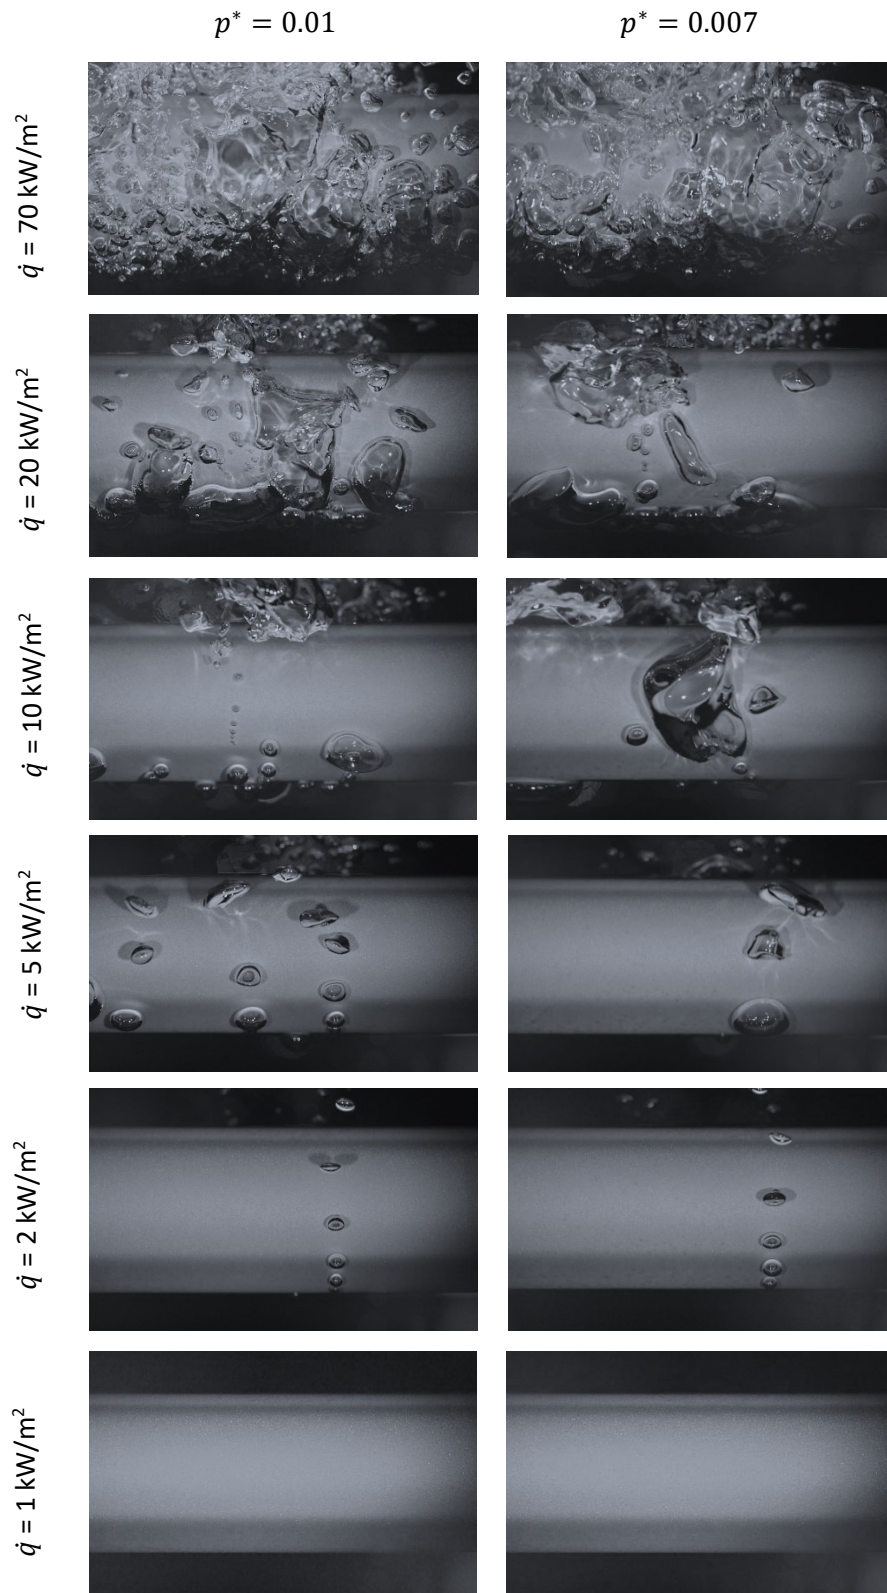 p* = 0.01
p* = 0.007
q̇ = 70 kW/m²
q̇ = 20 kW/m²
q̇ = 10 kW/m²
q̇ = 5 kW/m²
q̇ = 2 kW/m²
q̇ = 1 kW/m²